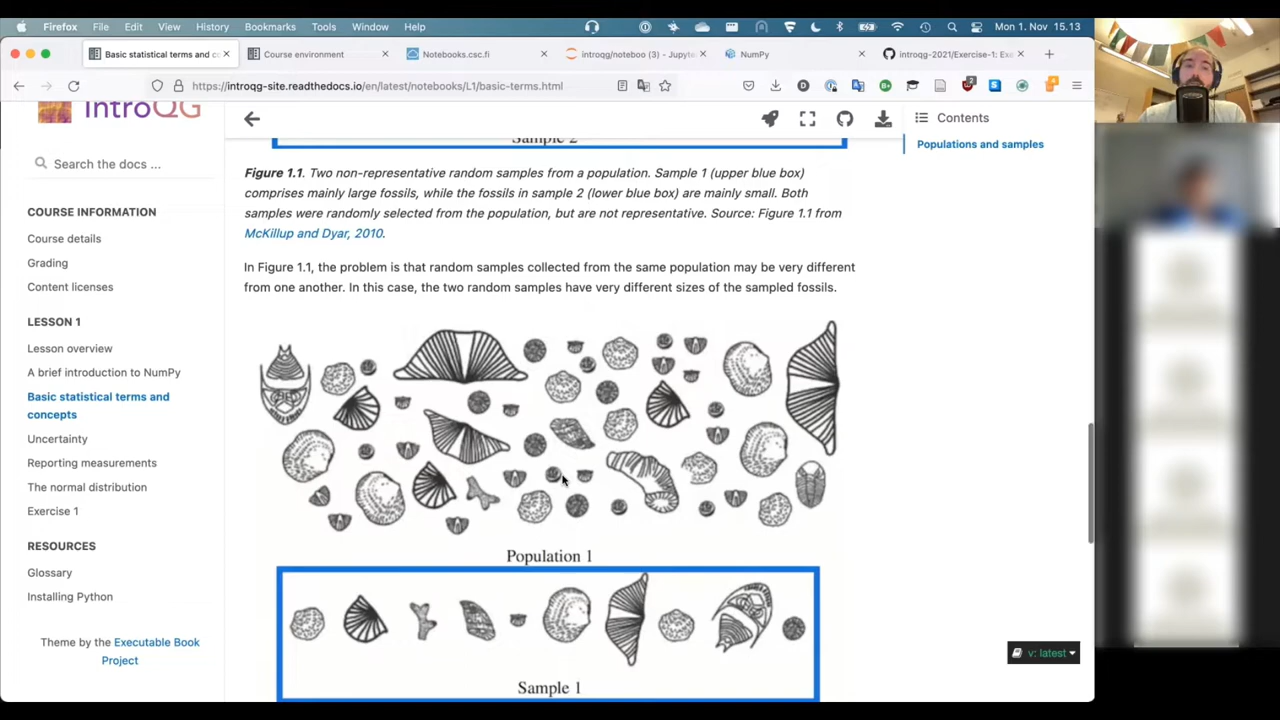 Firefox File Edit View History Bookmarks Tools Window Help Mon 1. Nov 15.13
Basic statistical terms and c
Course environment
Notebooks.csc.fi
introqg/noteboo (3) - Jupyte
NumPy
introqg-2021/Exercise-1: Exe
https://introqg-site.readthedocs.io/en/latest/notebooks/L1/basic-terms.html
IntroQG
Search the docs ...
COURSE INFORMATION
Course details
Grading
Content licenses
LESSON 1
Lesson overview
A brief introduction to NumPy
Basic statistical terms and
concepts
Uncertainty
Reporting measurements
The normal distribution
Exercise 1
RESOURCES
Glossary
Installing Python
Theme by the Executable Book
Project
Sample 2
Figure 1.1. Two non-representative random samples from a population. Sample 1 (upper blue box)
comprises mainly large fossils, while the fossils in sample 2 (lower blue box) are mainly small. Both
samples were randomly selected from the population, but are not representative. Source: Figure 1.1 from
McKillup and Dyar, 2010.
In Figure 1.1, the problem is that random samples collected from the same population may be very different
from one another. In this case, the two random samples have very different sizes of the sampled fossils.
Population 1
Sample 1
Contents
Populations and samples
v: latest